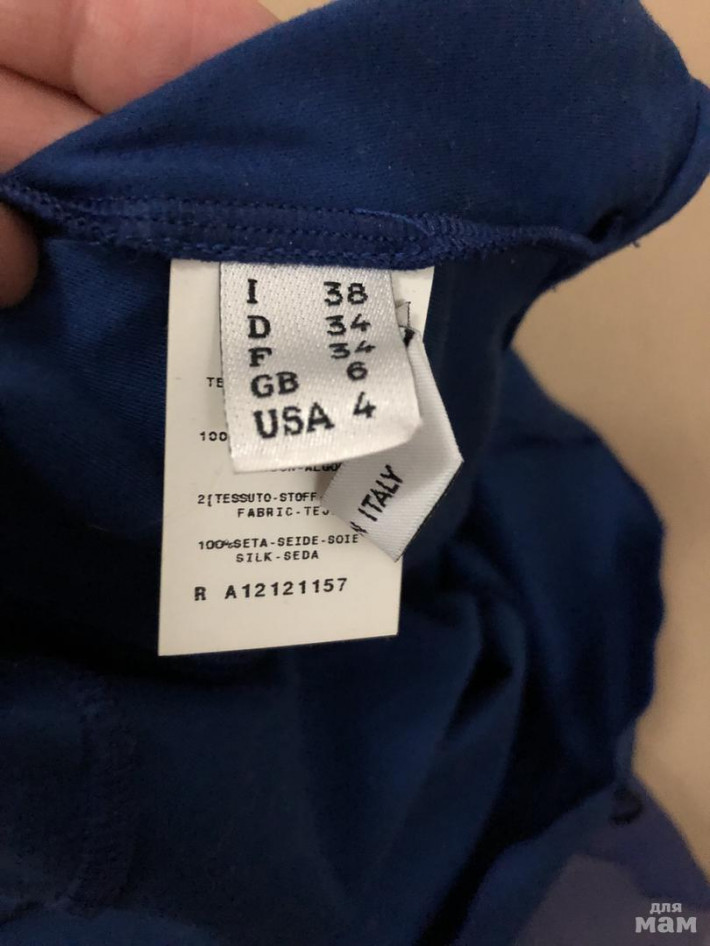 I 38
D 34
F 34
GB 6
USA 4
ITALY
TE
100
2[TESSUTO-STOFF
FABRIC-TE
100%SETA-SEIDE-SOIE
SILK-SEDA
R A12121157
для
мам